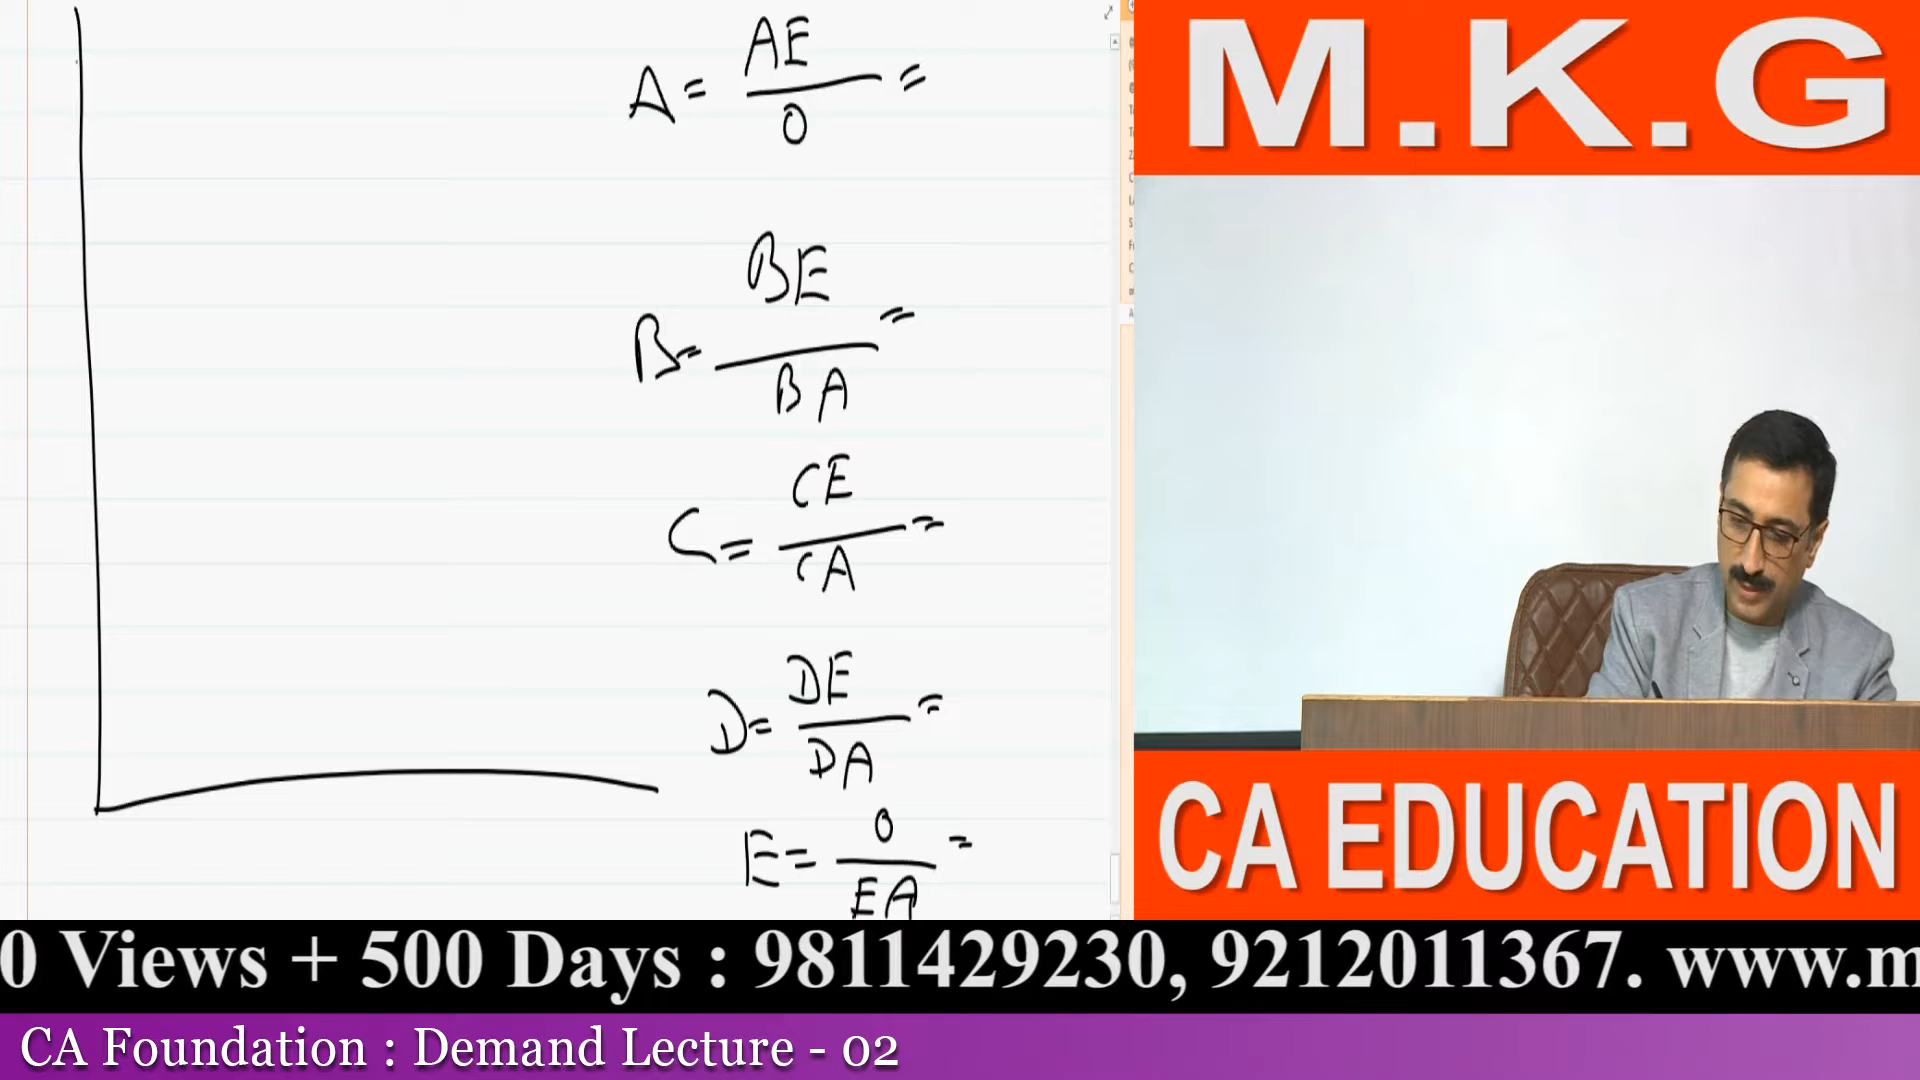 A = AE / 0 =
B = BE / BA =
C = CE / CA =
D = DE / DA =
E = 0 / EA =
M.K.G
CA EDUCATION
0 Views + 500 Days : 9811429230, 9212011367. www.m
CA Foundation : Demand Lecture - 02